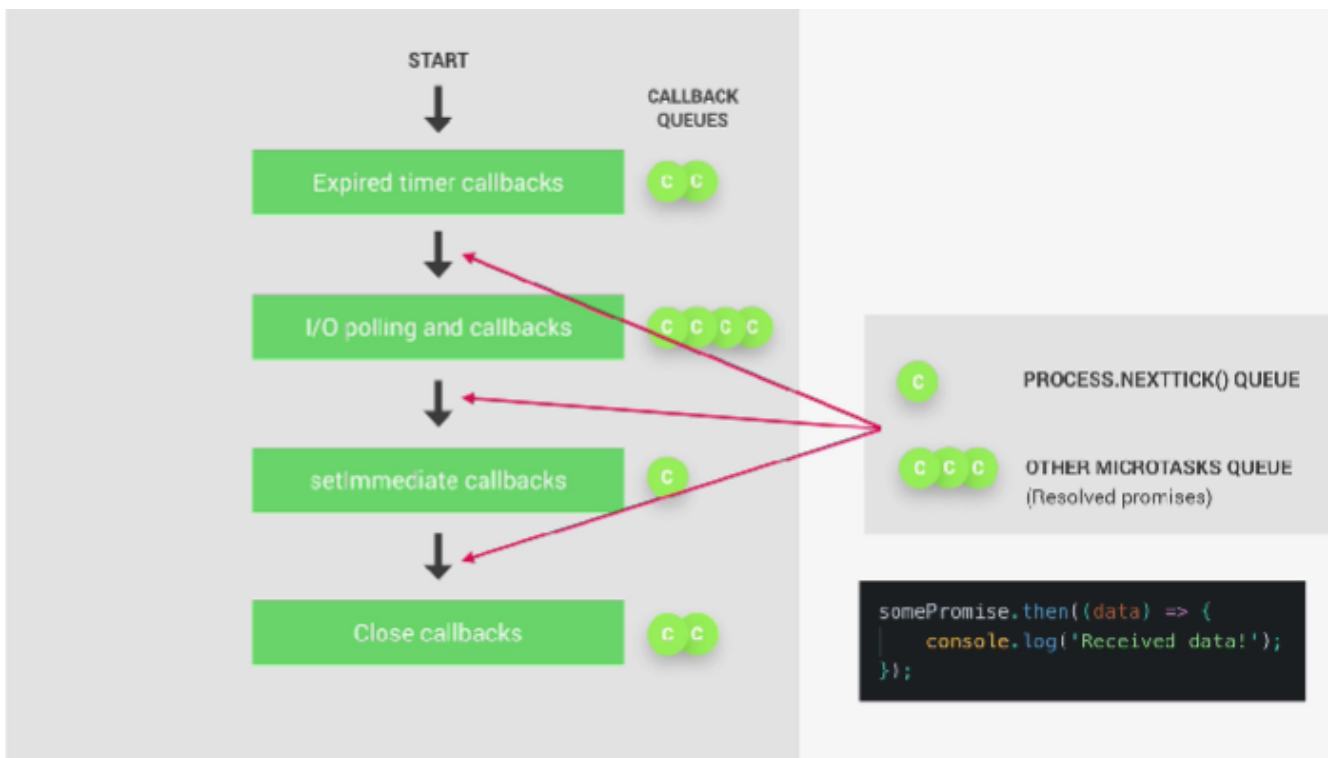 START
CALLBACK
QUEUES
Expired timer callbacks
C C
I/O polling and callbacks
C C C C
setImmediate callbacks
C
Close callbacks
C C
C
PROCESS.NEXTTICK() QUEUE
C C C
OTHER MICROTASKS QUEUE
(Resolved promises)
somePromise.then((data) => {
console.log('Received data!');
});